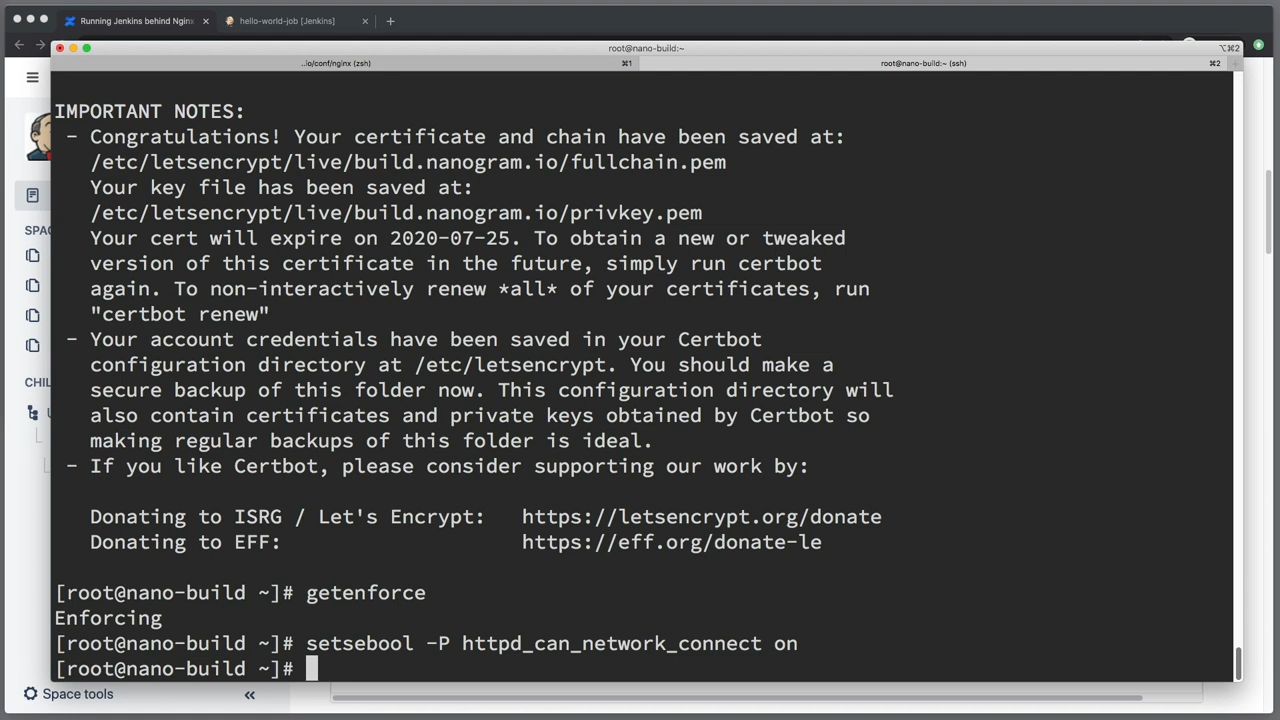 Running Jenkins behind Nginx
hello-world-job [Jenkins]
root@nano-build:~
⌥⌘2
..io/conf/nginx (zsh)
⌘1
root@nano-build:~ (ssh)
⌘2
IMPORTANT NOTES:
- Congratulations! Your certificate and chain have been saved at:
/etc/letsencrypt/live/build.nanogram.io/fullchain.pem
Your key file has been saved at:
/etc/letsencrypt/live/build.nanogram.io/privkey.pem
Your cert will expire on 2020-07-25. To obtain a new or tweaked
version of this certificate in the future, simply run certbot
again. To non-interactively renew *all* of your certificates, run
"certbot renew"
- Your account credentials have been saved in your Certbot
configuration directory at /etc/letsencrypt. You should make a
secure backup of this folder now. This configuration directory will
also contain certificates and private keys obtained by Certbot so
making regular backups of this folder is ideal.
- If you like Certbot, please consider supporting our work by:
Donating to ISRG / Let's Encrypt: https://letsencrypt.org/donate
Donating to EFF: https://eff.org/donate-le
[root@nano-build ~]# getenforce
Enforcing
[root@nano-build ~]# setsebool -P httpd_can_network_connect on
[root@nano-build ~]#
SPA
CHIL
Space tools